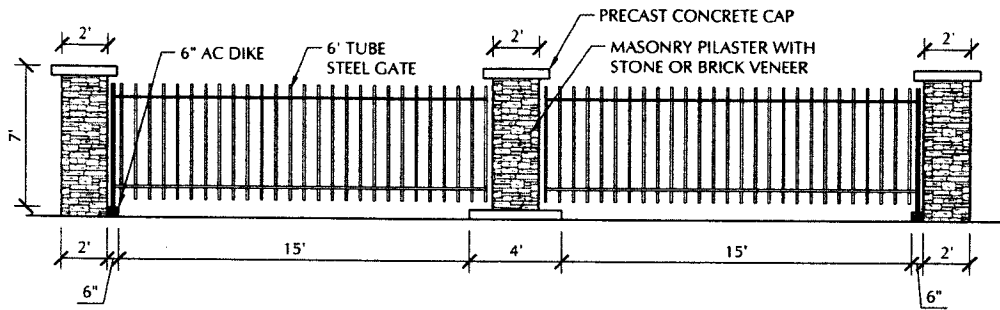 PRECAST CONCRETE CAP
2'
6" AC DIKE
6' TUBE
STEEL GATE
2'
MASONRY PILASTER WITH
STONE OR BRICK VENEER
2'
7'
2'
15'
4'
15'
2'
6"
6"